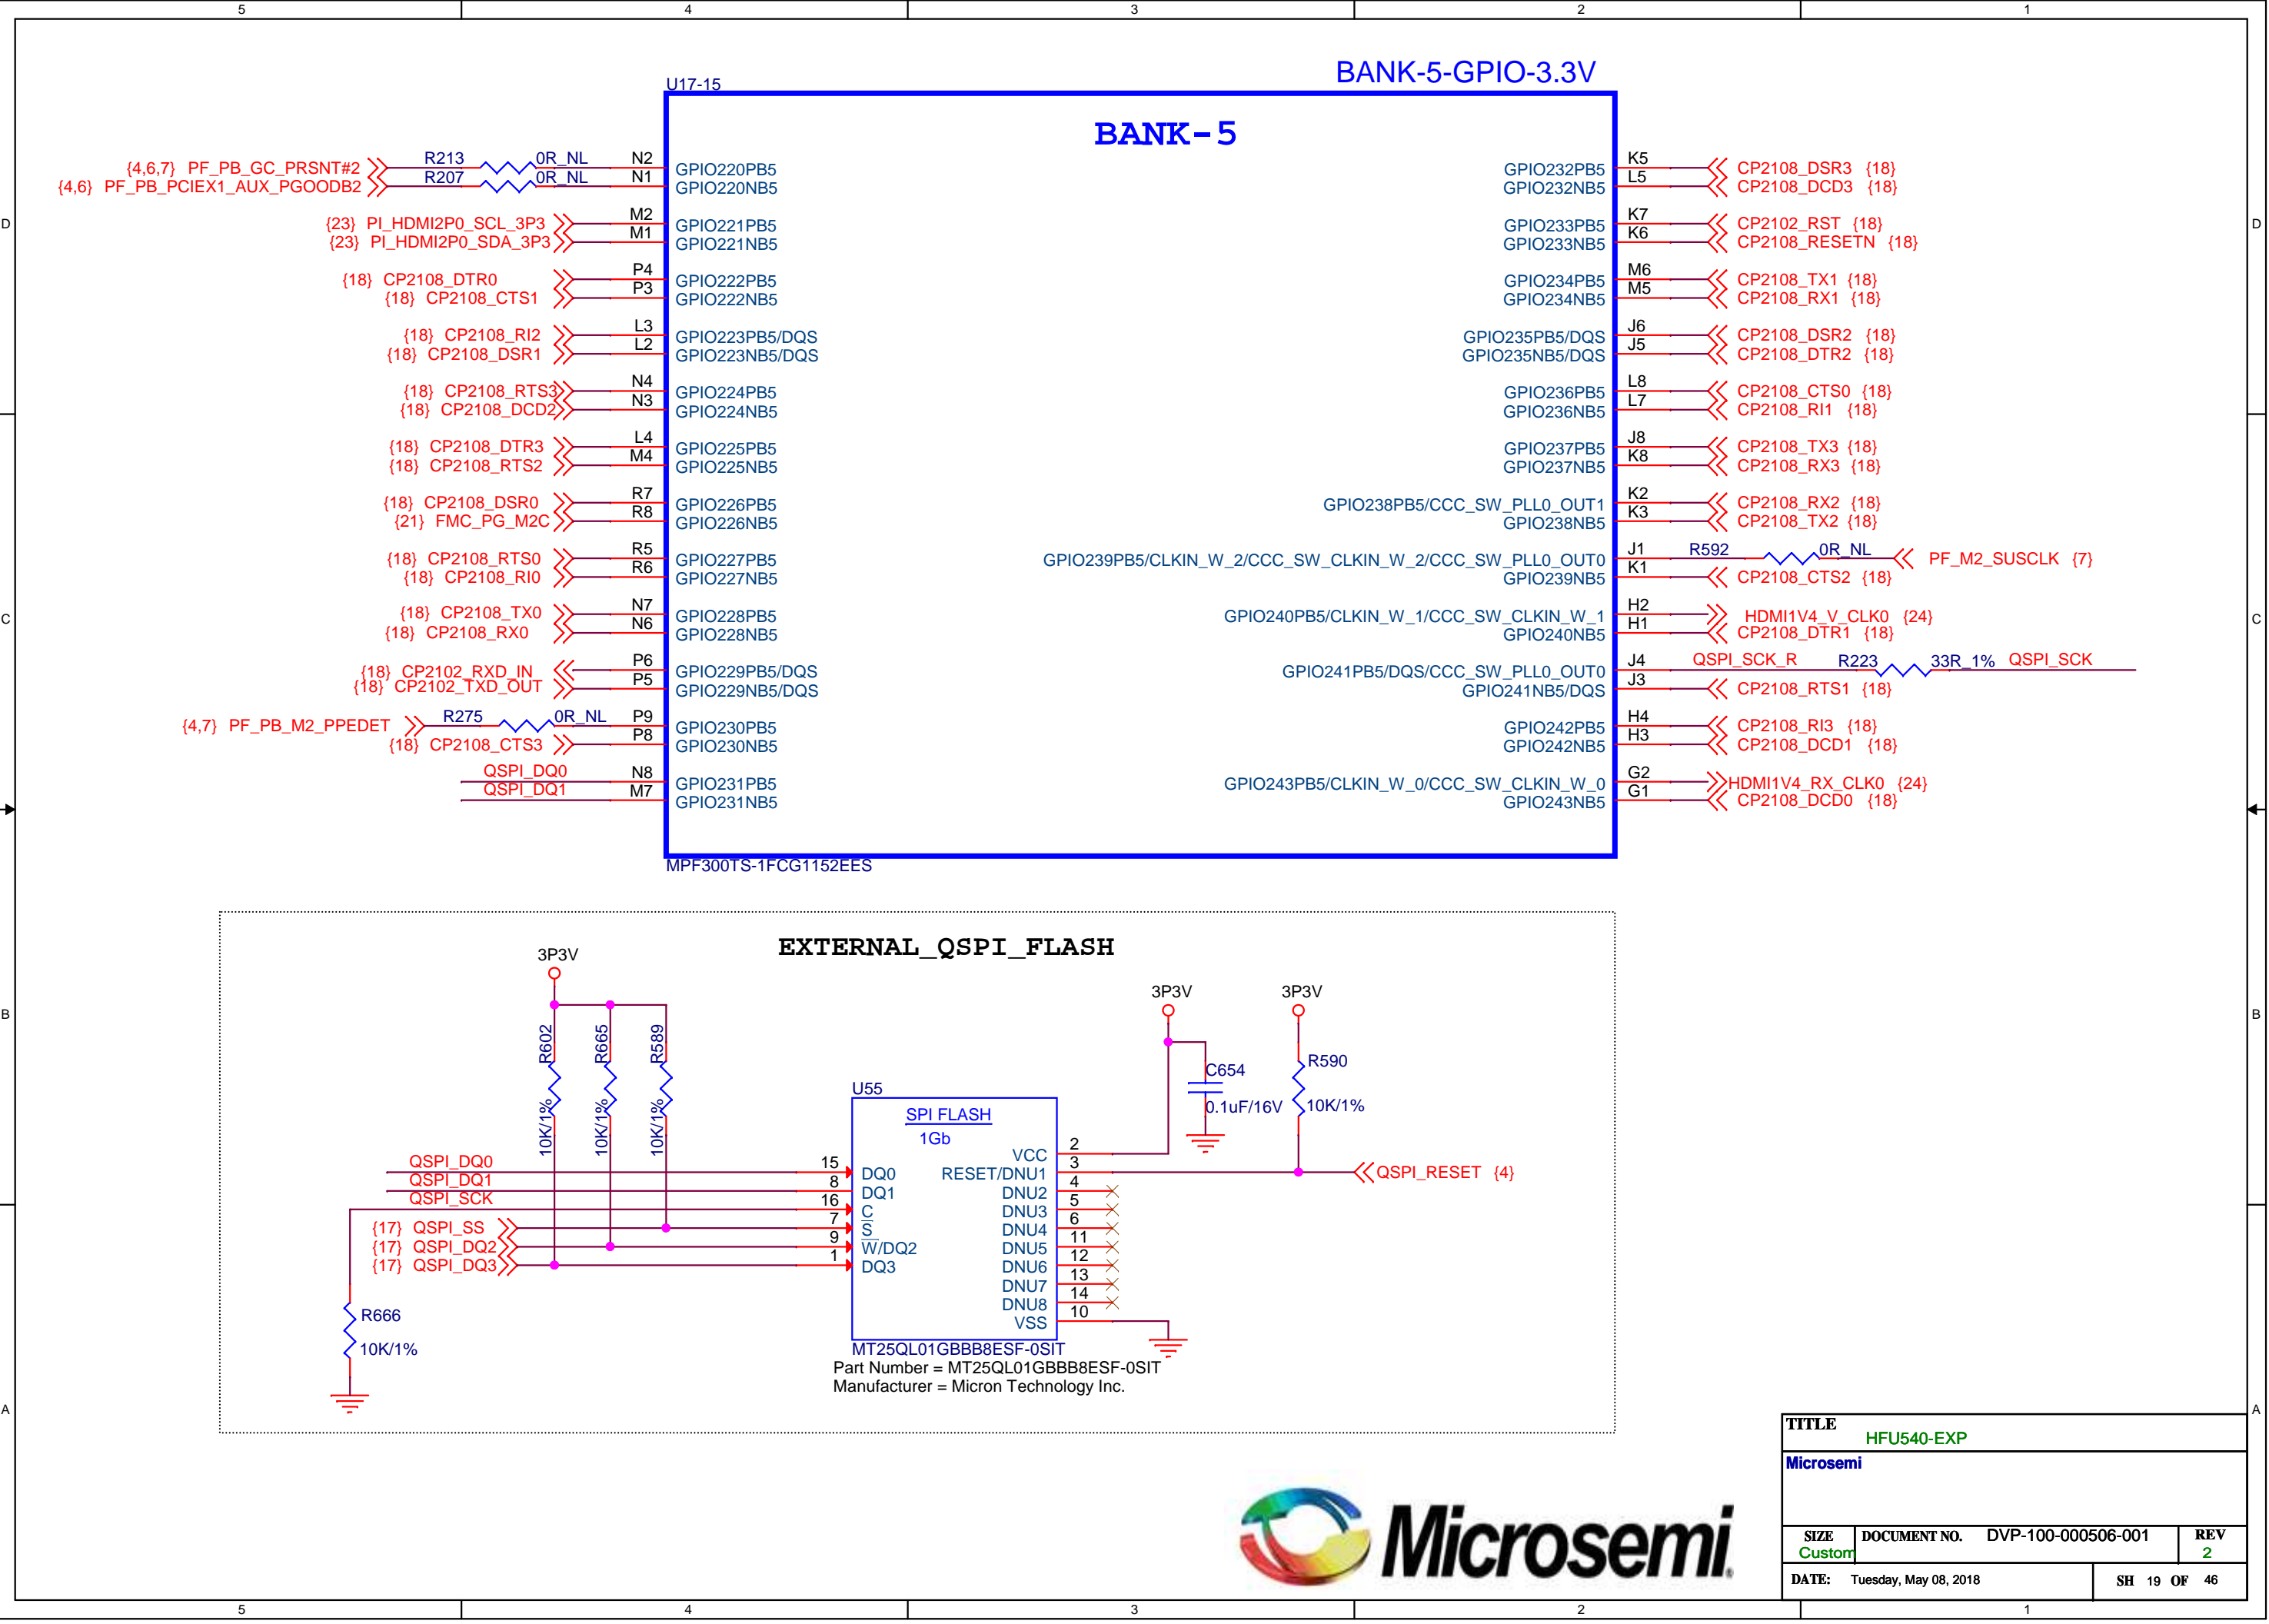 5 4 3 2 1
BANK-5-GPIO-3.3V
U17-15
BANK-5
{4,6,7} PF_PB_GC_PRSNT#2 R213 0R_NL N2 GPIO220PB5
{4,6} PF_PB_PCIEX1_AUX_PGOODB2 R207 0R_NL N1 GPIO220NB5
{23} PI_HDMI2P0_SCL_3P3 M2 GPIO221PB5
{23} PI_HDMI2P0_SDA_3P3 M1 GPIO221NB5
{18} CP2108_DTR0 P4 GPIO222PB5
{18} CP2108_CTS1 P3 GPIO222NB5
{18} CP2108_RI2 L3 GPIO223PB5/DQS
{18} CP2108_DSR1 L2 GPIO223NB5/DQS
{18} CP2108_RTS3 N4 GPIO224PB5
{18} CP2108_DCD2 N3 GPIO224NB5
{18} CP2108_DTR3 L4 GPIO225PB5
{18} CP2108_RTS2 M4 GPIO225NB5
{18} CP2108_DSR0 R7 GPIO226PB5
{21} FMC_PG_M2C R8 GPIO226NB5
{18} CP2108_RTS0 R5 GPIO227PB5
{18} CP2108_RI0 R6 GPIO227NB5
{18} CP2108_TX0 N7 GPIO228PB5
{18} CP2108_RX0 N6 GPIO228NB5
{18} CP2102_RXD_IN P6 GPIO229PB5/DQS
{18} CP2102_TXD_OUT P5 GPIO229NB5/DQS
{4,7} PF_PB_M2_PPEDET R275 0R_NL P9 GPIO230PB5
{18} CP2108_CTS3 P8 GPIO230NB5
QSPI_DQ0 N8 GPIO231PB5
QSPI_DQ1 M7 GPIO231NB5
GPIO232PB5 K5 CP2108_DSR3 {18}
GPIO232NB5 L5 CP2108_DCD3 {18}
GPIO233PB5 K7 CP2102_RST {18}
GPIO233NB5 K6 CP2108_RESETN {18}
GPIO234PB5 M6 CP2108_TX1 {18}
GPIO234NB5 M5 CP2108_RX1 {18}
GPIO235PB5/DQS J6 CP2108_DSR2 {18}
GPIO235NB5/DQS J5 CP2108_DTR2 {18}
GPIO236PB5 L8 CP2108_CTS0 {18}
GPIO236NB5 L7 CP2108_RI1 {18}
GPIO237PB5 J8 CP2108_TX3 {18}
GPIO237NB5 K8 CP2108_RX3 {18}
GPIO238PB5/CCC_SW_PLL0_OUT1 K2 CP2108_RX2 {18}
GPIO238NB5 K3 CP2108_TX2 {18}
GPIO239PB5/CLKIN_W_2/CCC_SW_CLKIN_W_2/CCC_SW_PLL0_OUT0 J1 R592 0R_NL PF_M2_SUSCLK {7}
GPIO239NB5 K1 CP2108_CTS2 {18}
GPIO240PB5/CLKIN_W_1/CCC_SW_CLKIN_W_1 H2 HDMI1V4_V_CLK0 {24}
GPIO240NB5 H1 CP2108_DTR1 {18}
GPIO241PB5/DQS/CCC_SW_PLL0_OUT0 J4 QSPI_SCK_R R223 33R_1% QSPI_SCK
GPIO241NB5/DQS J3 CP2108_RTS1 {18}
GPIO242PB5 H4 CP2108_RI3 {18}
GPIO242NB5 H3 CP2108_DCD1 {18}
GPIO243PB5/CLKIN_W_0/CCC_SW_CLKIN_W_0 G2 HDMI1V4_RX_CLK0 {24}
GPIO243NB5 G1 CP2108_DCD0 {18}
MPF300TS-1FCG1152EES
D D
C C
B B
A A
EXTERNAL_QSPI_FLASH
3P3V
3P3V 3P3V
R602 R665 R589
10K/1% 10K/1% 10K/1%
C654
0.1uF/16V
R590
10K/1%
U55
SPI FLASH
1Gb
QSPI_DQ0 15 DQ0
QSPI_DQ1 8 DQ1
QSPI_SCK 16 C
{17} QSPI_SS 7 S
{17} QSPI_DQ2 9 W/DQ2
{17} QSPI_DQ3 1 DQ3
VCC 2
RESET/DNU1 3 QSPI_RESET {4}
DNU2 4
DNU3 5
DNU4 6
DNU5 11
DNU6 12
DNU7 13
DNU8 14
VSS 10
R666
10K/1%
MT25QL01GBBB8ESF-0SIT
Part Number = MT25QL01GBBB8ESF-0SIT
Manufacturer = Micron Technology Inc.
Microsemi
TITLE
HFU540-EXP
Microsemi
SIZE DOCUMENT NO. DVP-100-000506-001 REV
Custom 2
DATE: Tuesday, May 08, 2018 SH 19 OF 46
5 4 3 2 1